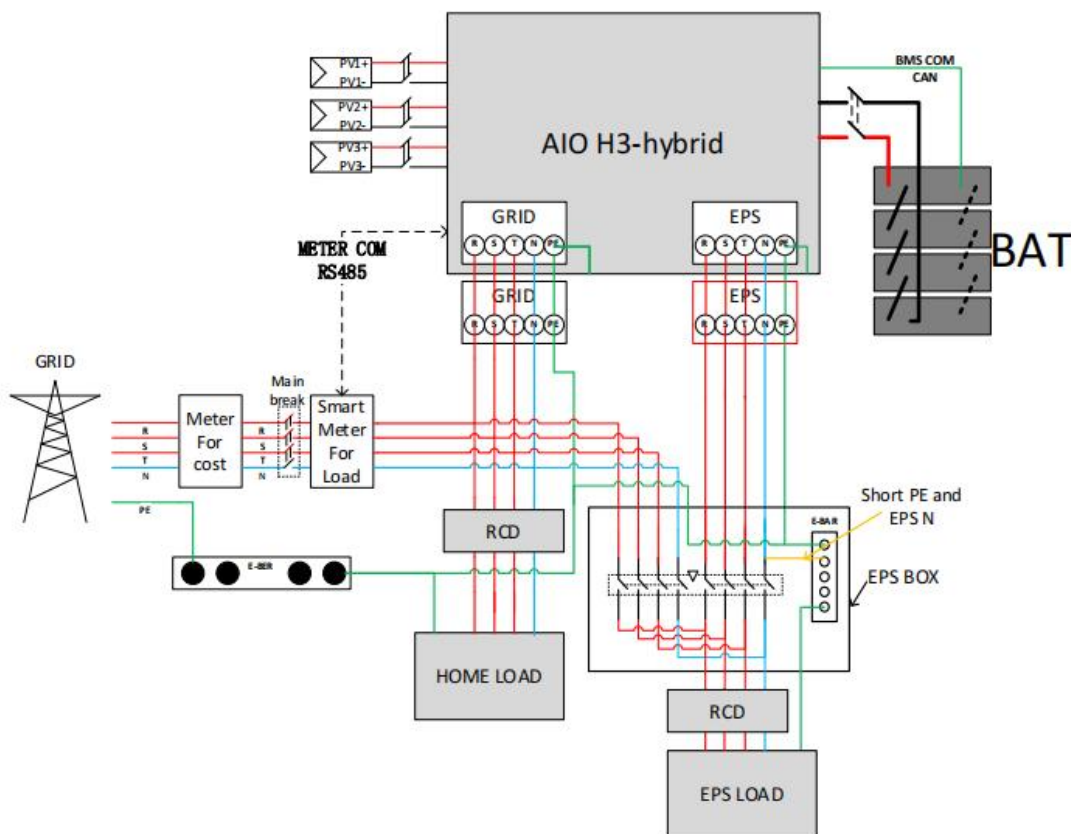 PV1+
PV1-
PV2+
PV2-
PV3+
PV3-
AIO H3-hybrid
BMS COM
CAN
BAT
GRID
R S T N PE
EPS
R S T N PE
METER COM
RS485
GRID
R S T N PE
EPS
R S T N PE
GRID
R
S
T
N
PE
Meter
For
cost
Main
break
R
S
T
N
Smart
Meter
For
Load
E-BER
RCD
HOME LOAD
E-BAR
Short PE and
EPS N
EPS BOX
RCD
EPS LOAD